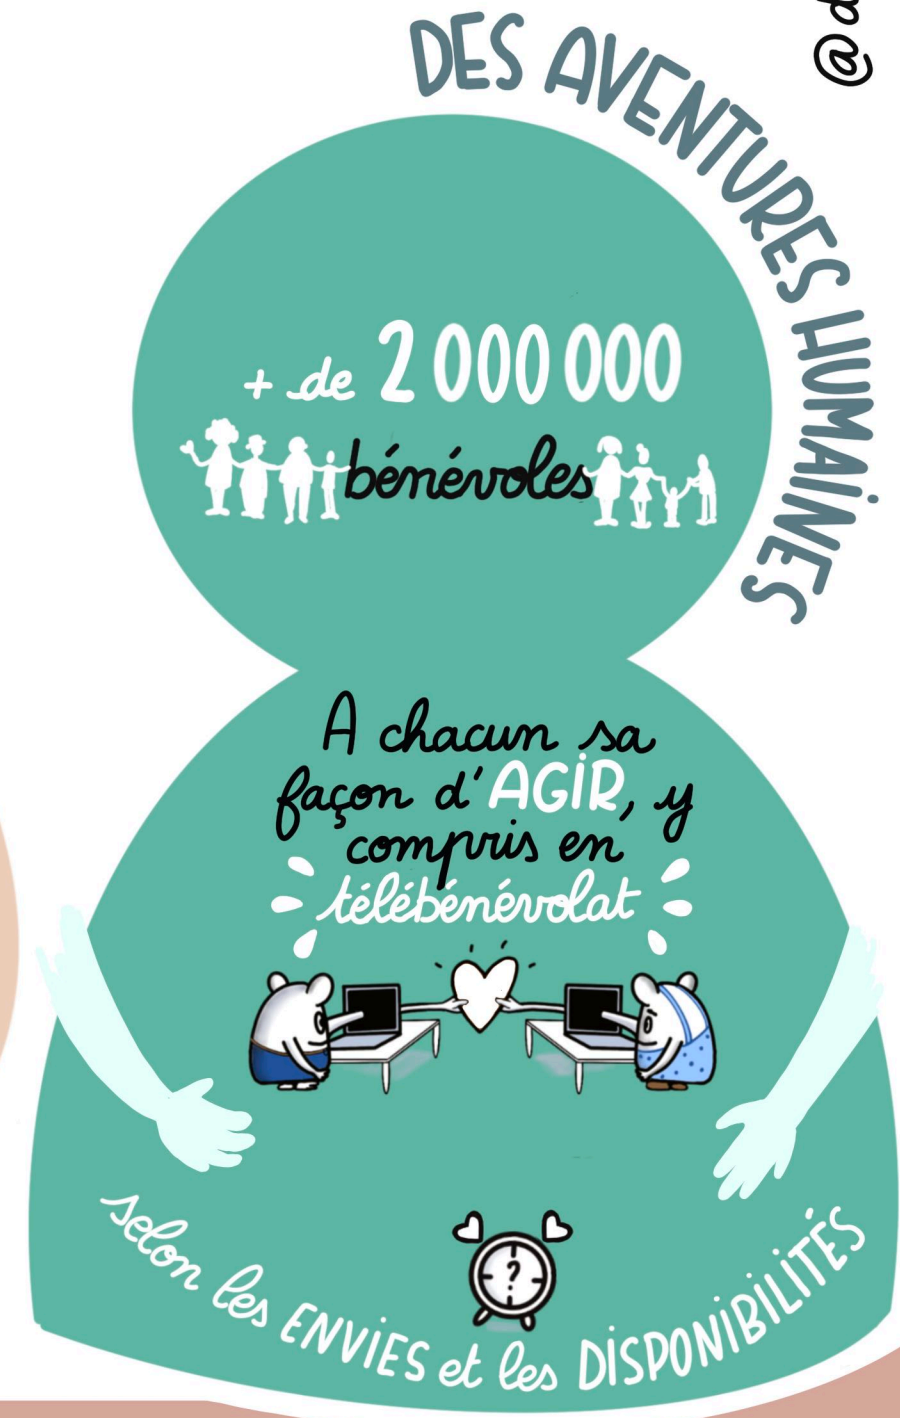 DES AVENTURES HUMAINES
+ de 2 000 000
bénévoles
A chacun sa
façon d'AGIR, y
compris en
télébénévolat
?
selon les ENVIES et les DISPONIBILITÉS